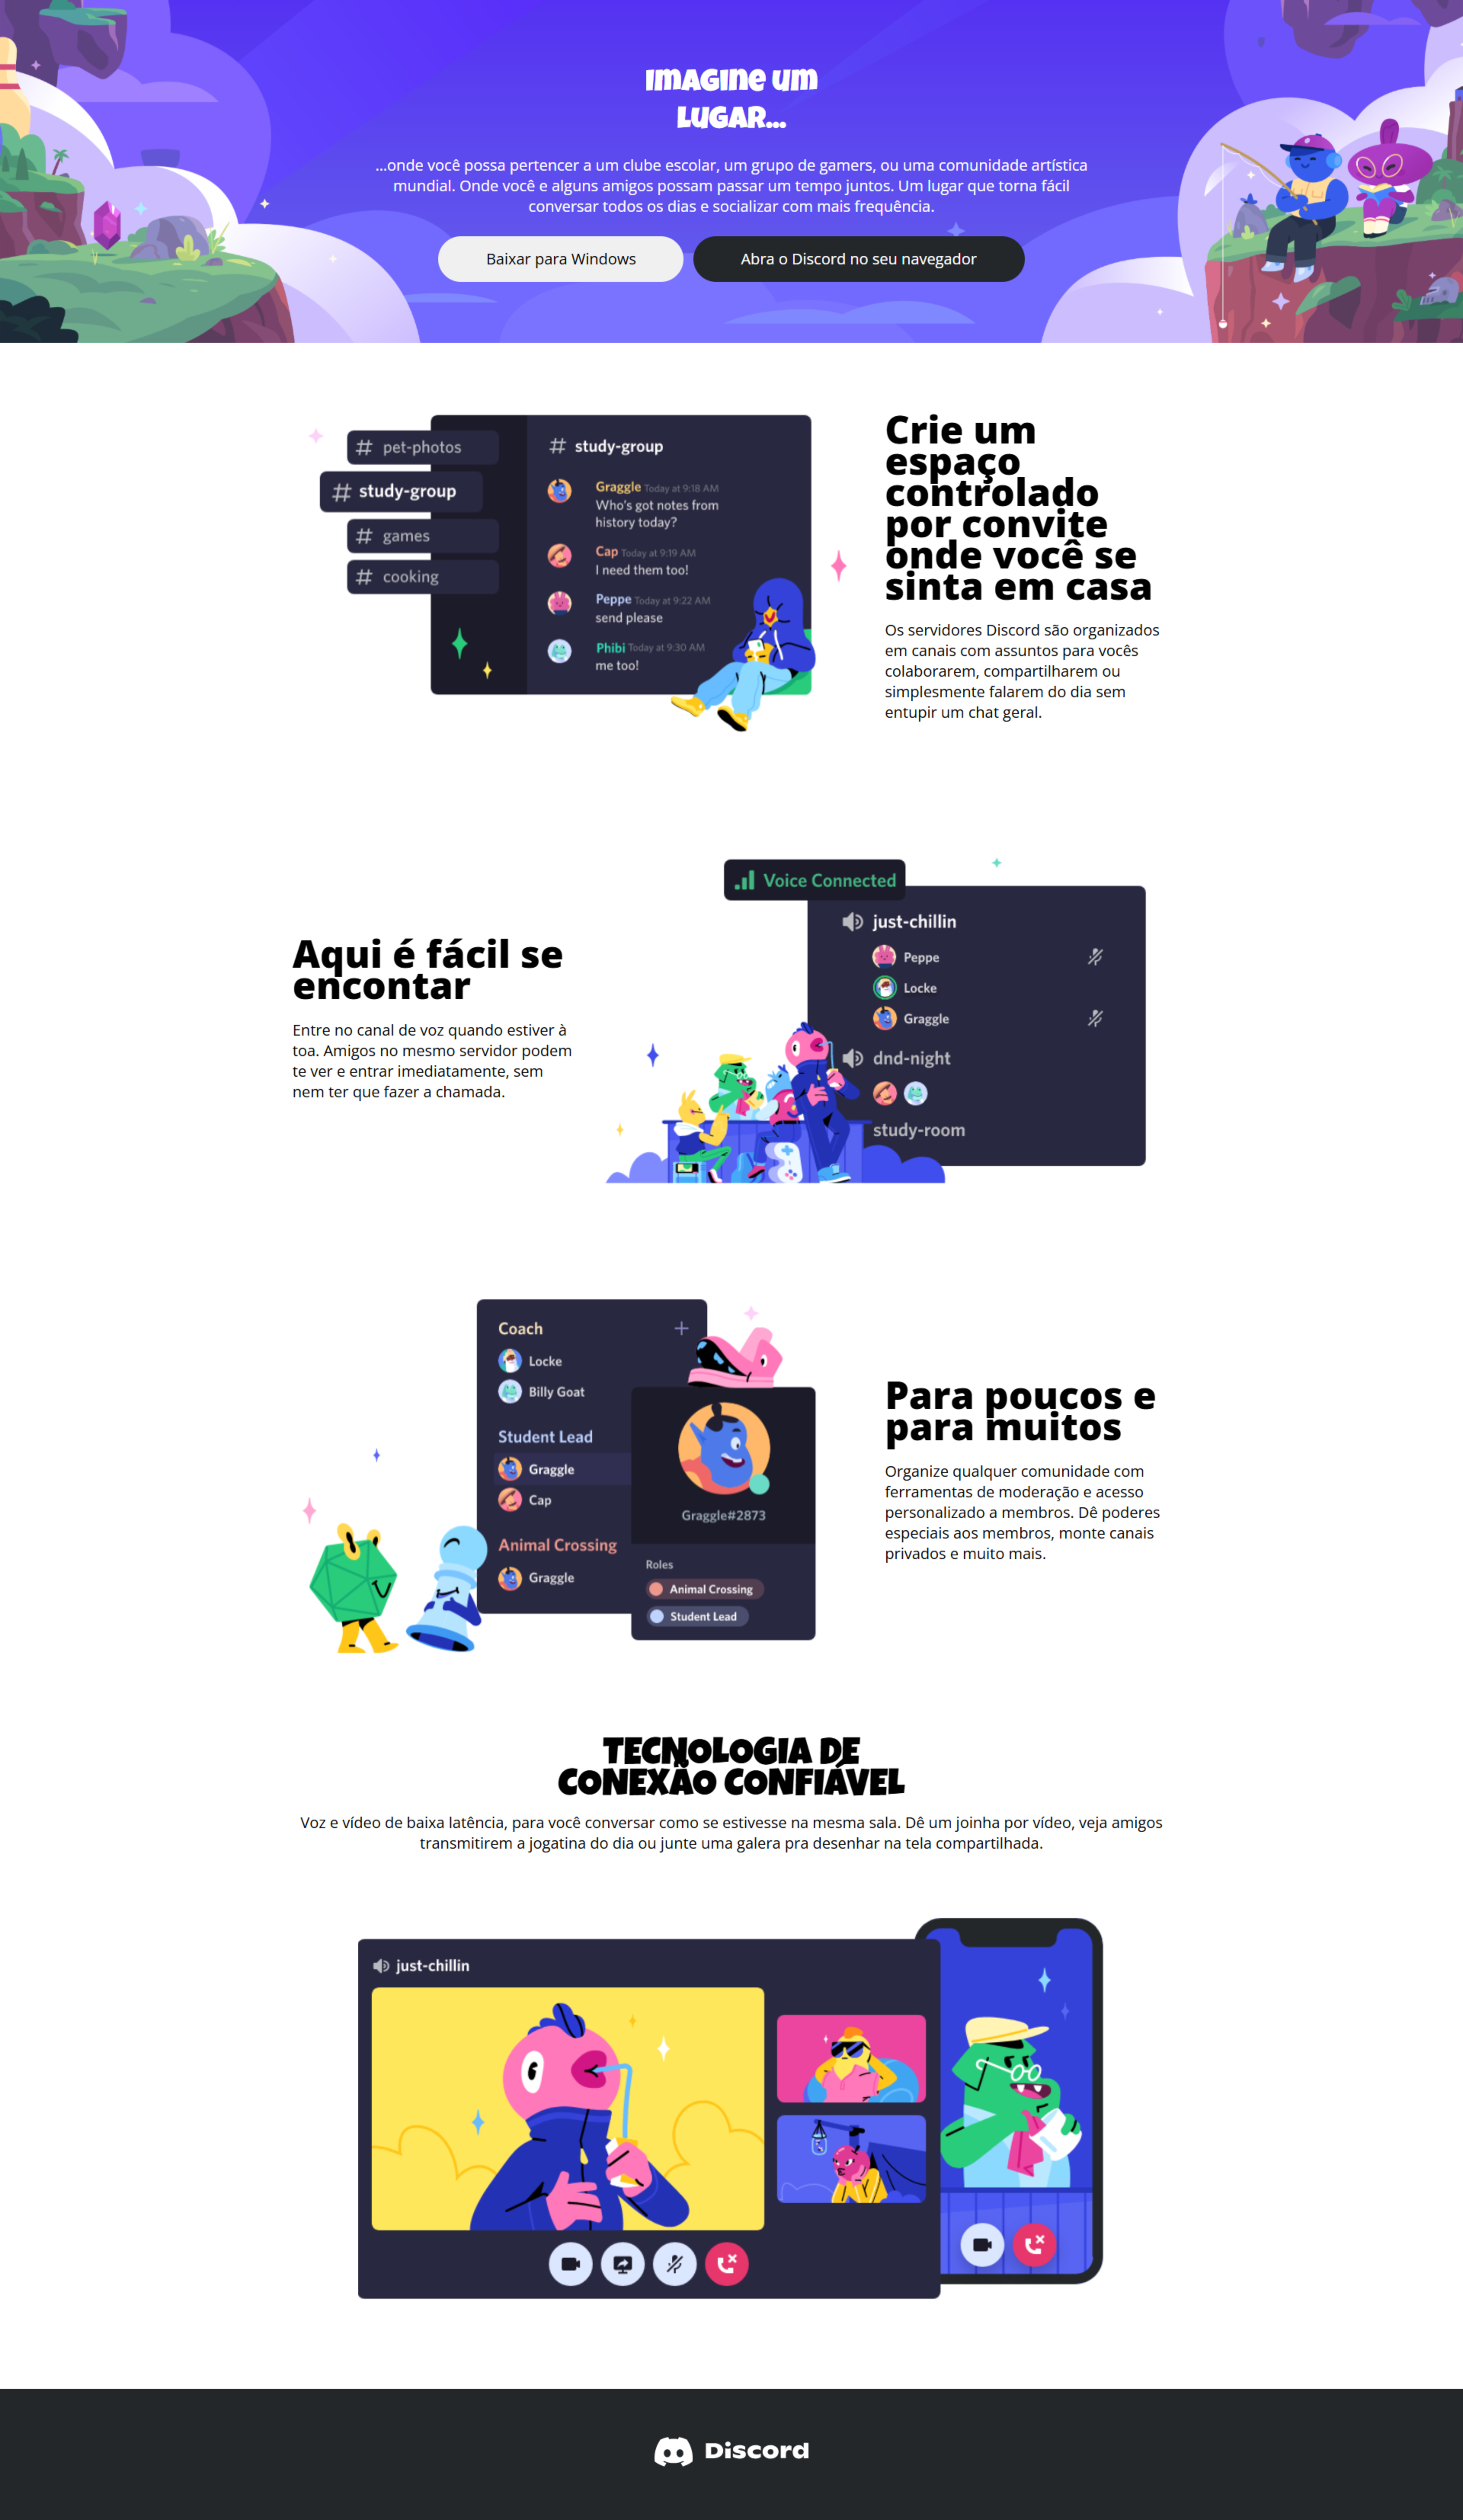 Imagine um
lugar...
...onde você possa pertencer a um clube escolar, um grupo de gamers, ou uma comunidade artística
mundial. Onde você e alguns amigos possam passar um tempo juntos. Um lugar que torna fácil
conversar todos os dias e socializar com mais frequência.
Baixar para Windows
Abra o Discord no seu navegador
# pet-photos
# study-group
# games
# cooking
# study-group
Graggle Today at 9:18 AM
Who's got notes from
history today?
Cap Today at 9:19 AM
I need them too!
Peppe Today at 9:22 AM
send please
Phibi Today at 9:30 AM
me too!
Crie um
espaço
controlado
por convite
onde você se
sinta em casa
Os servidores Discord são organizados
em canais com assuntos para vocês
colaborarem, compartilharem ou
simplesmente falarem do dia sem
entupir um chat geral.
Aqui é fácil se
encontar
Entre no canal de voz quando estiver à
toa. Amigos no mesmo servidor podem
te ver e entrar imediatamente, sem
nem ter que fazer a chamada.
Voice Connected
just-chillin
Peppe
Locke
Graggle
dnd-night
study-room
Coach
Locke
Billy Goat
Student Lead
Graggle
Cap
Animal Crossing
Graggle
Graggle#2873
Roles
Animal Crossing
Student Lead
Para poucos e
para muitos
Organize qualquer comunidade com
ferramentas de moderação e acesso
personalizado a membros. Dê poderes
especiais aos membros, monte canais
privados e muito mais.
TECNOLOGIA DE
CONEXÃO CONFIÁVEL
Voz e vídeo de baixa latência, para você conversar como se estivesse na mesma sala. Dê um joinha por vídeo, veja amigos
transmitirem a jogatina do dia ou junte uma galera pra desenhar na tela compartilhada.
just-chillin
Discord